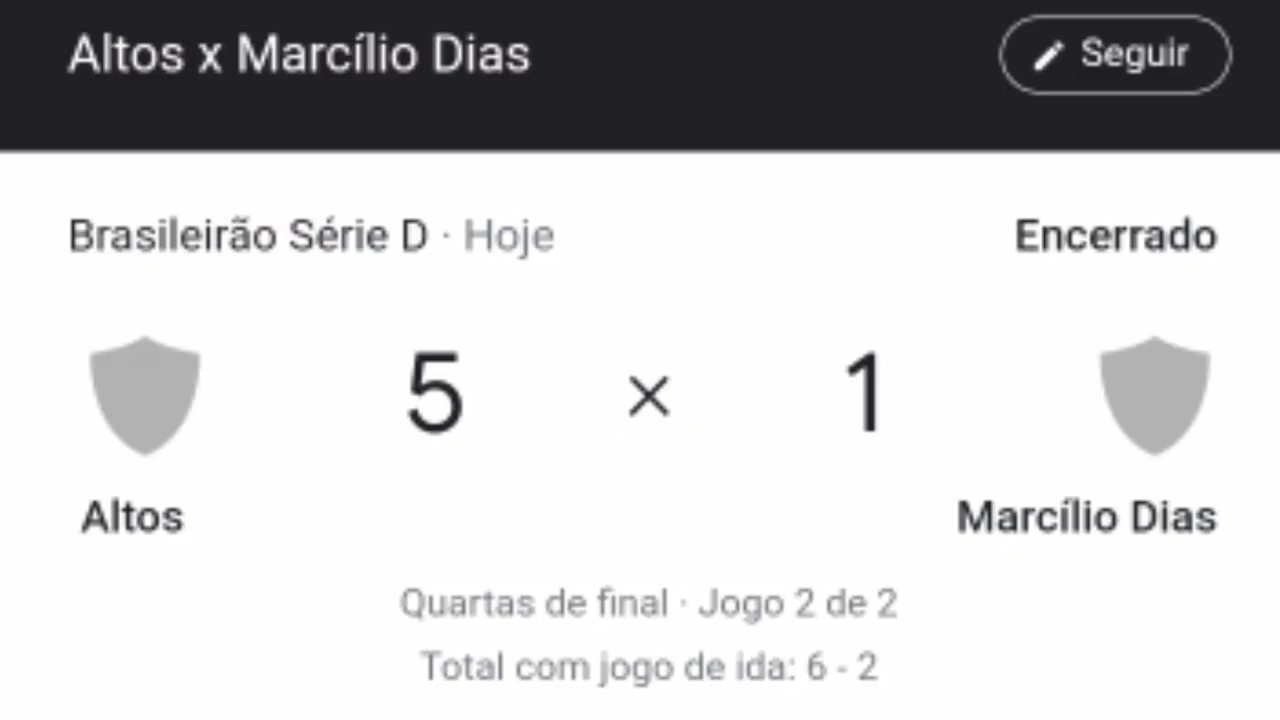 Altos x Marcílio Dias
Seguir
Brasileirão Série D · Hoje
Encerrado
5 × 1
Altos
Marcílio Dias
Quartas de final · Jogo 2 de 2
Total com jogo de ida: 6 - 2